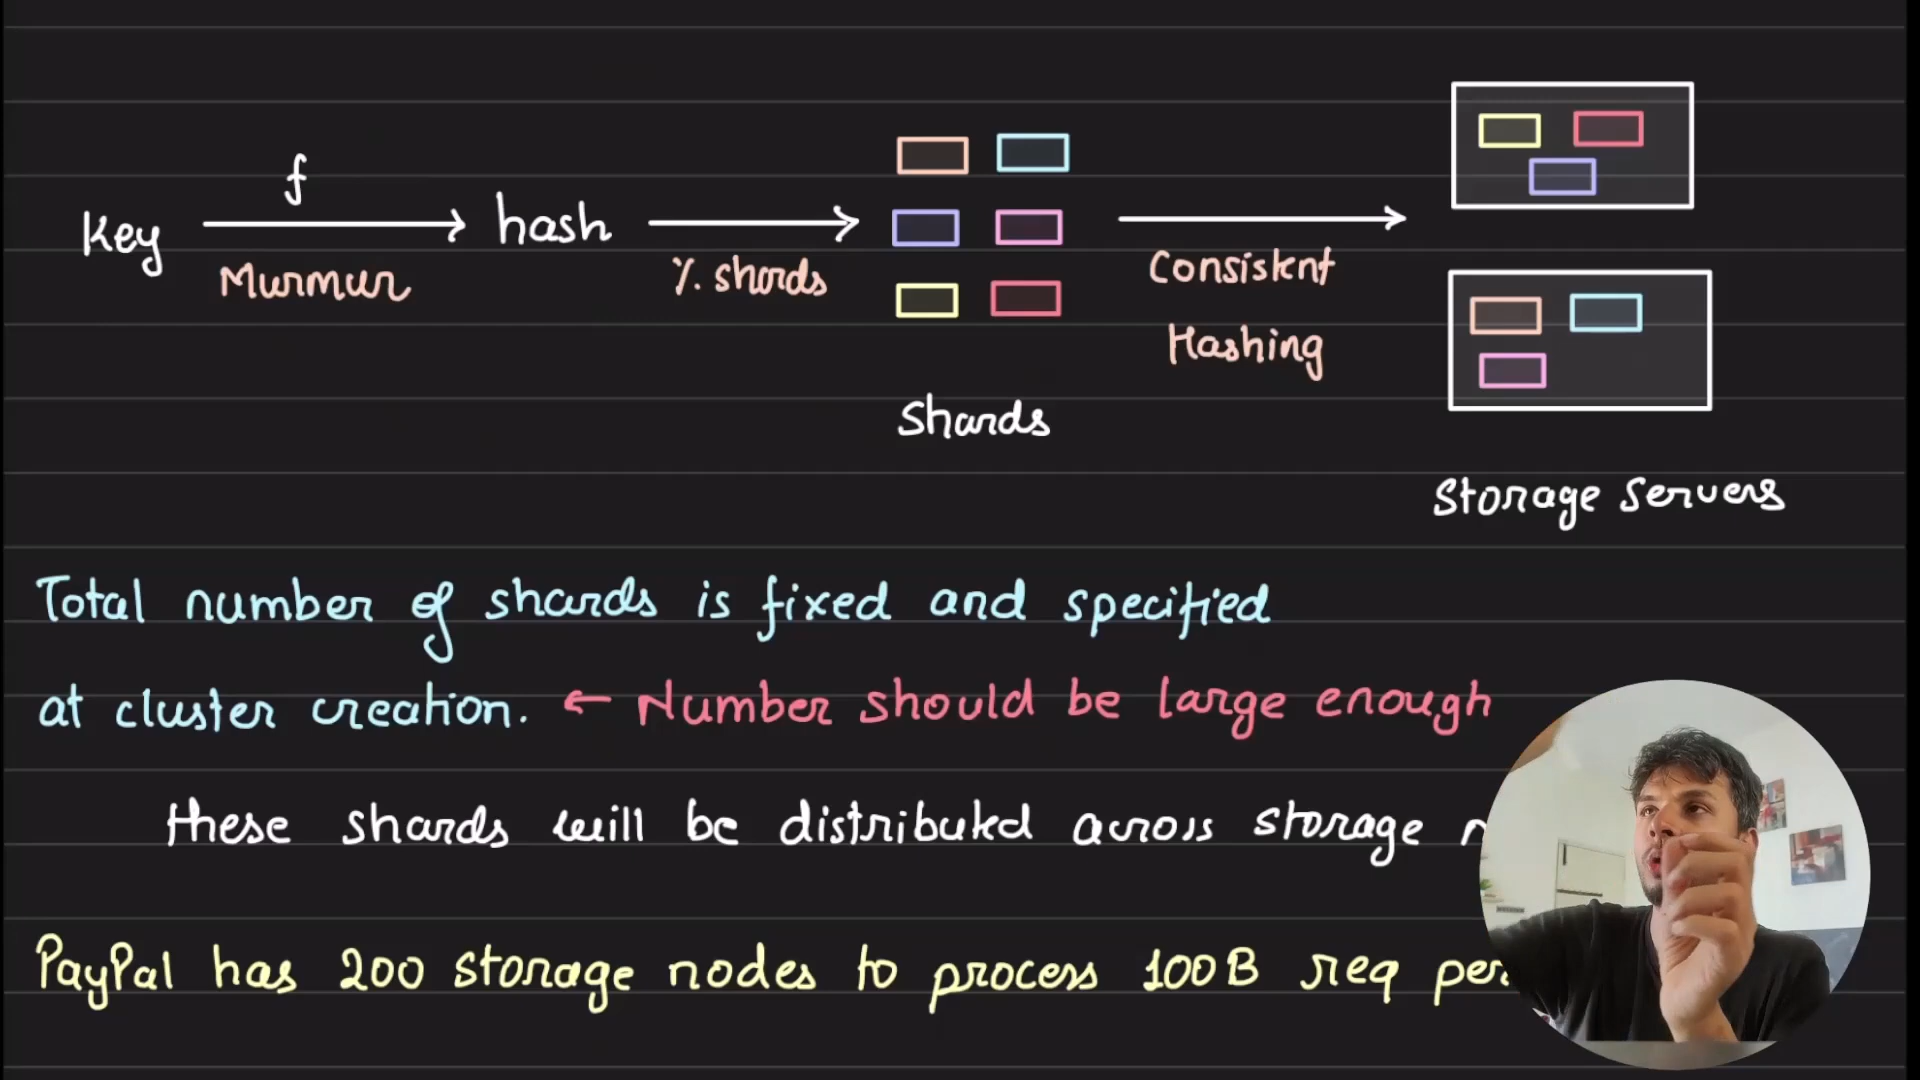 f
Key
hash
Murmur
% shards
Consistent
Hashing
Shards
Storage Servers
Total number of shards is fixed and specified
at cluster creation. ← Number should be large enough
these shards will be distributed across storage
PayPal has 200 storage nodes to process 100B req per